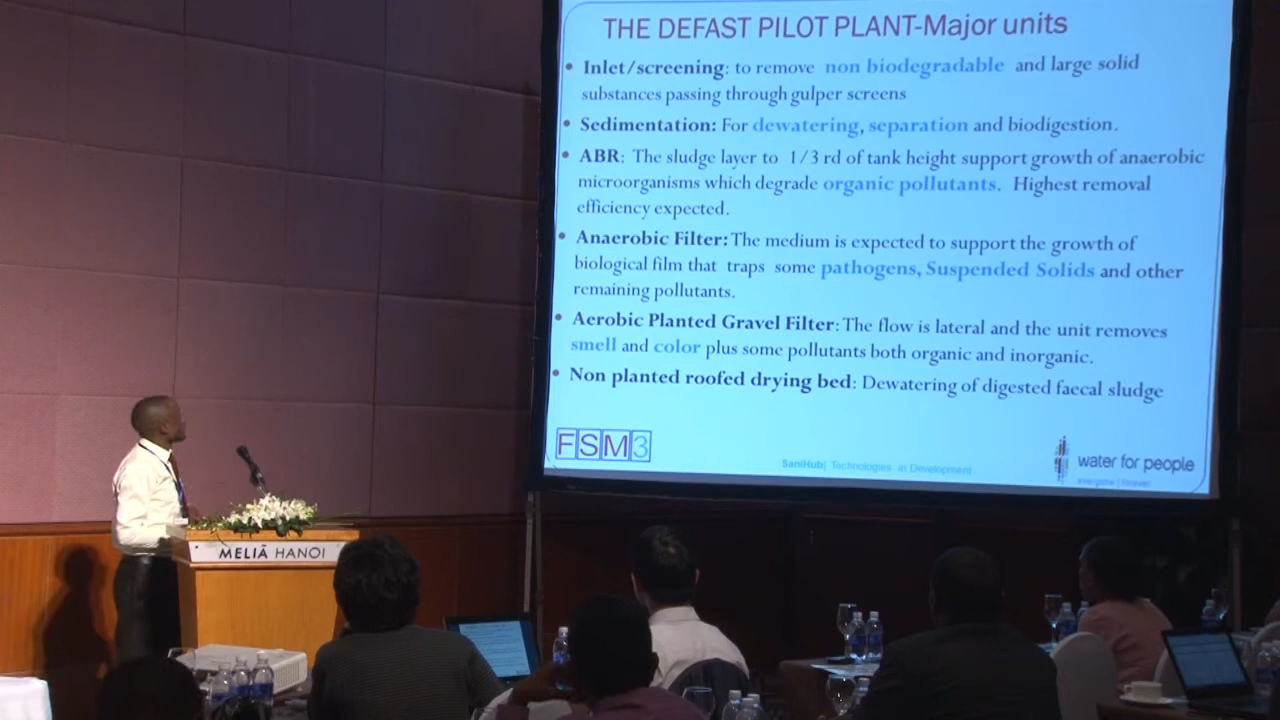 THE DEFAST PILOT PLANT-Major units
• Inlet/screening: to remove non biodegradable and large solid
substances passing through gulper screens
• Sedimentation: For dewatering, separation and biodigestion.
• ABR: The sludge layer to 1/3 rd of tank height support growth of anaerobic
microorganisms which degrade organic pollutants. Highest removal
efficiency expected.
• Anaerobic Filter: The medium is expected to support the growth of
biological film that traps some pathogens, Suspended Solids and other
remaining pollutants.
• Aerobic Planted Gravel Filter: The flow is lateral and the unit removes
smell and color plus some pollutants both organic and inorganic.
• Non planted roofed drying bed: Dewatering of digested faecal sludge
FSM3
SaniHub| Technologies in Development
water for people
everyone | forever
MELIÃ HANOI